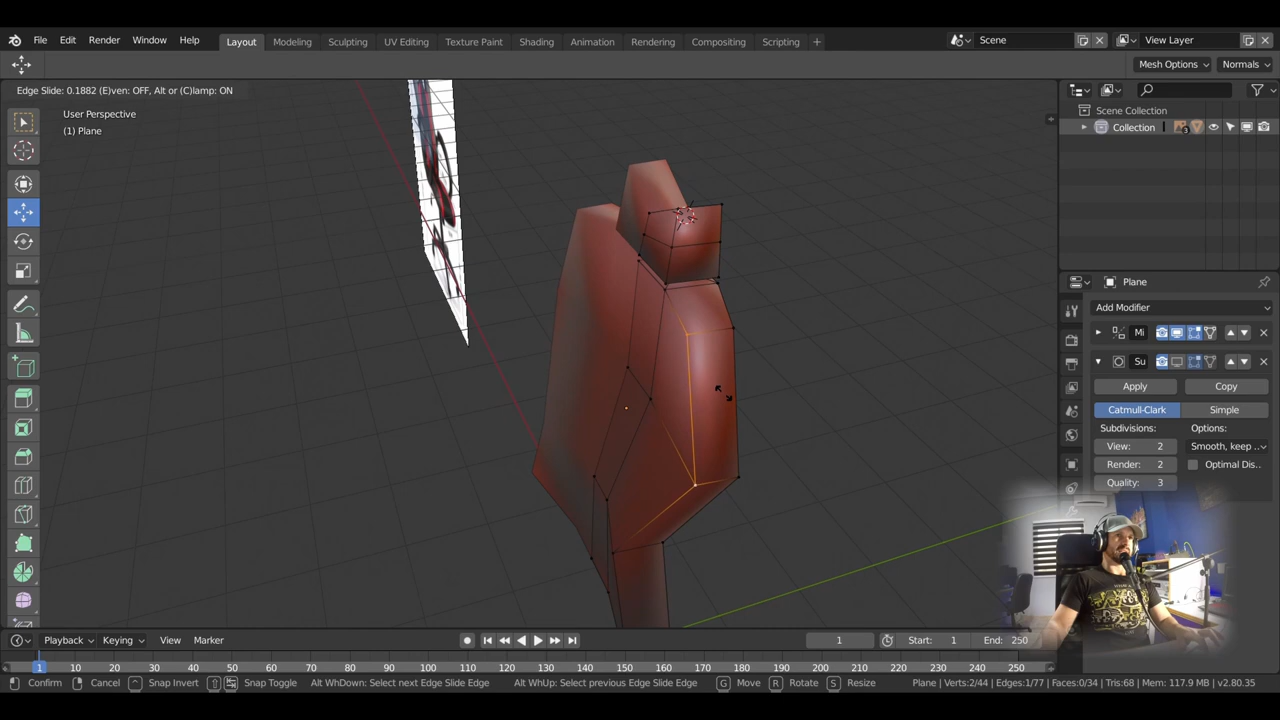 File Edit Render Window Help Layout Modeling Sculpting UV Editing Texture Paint Shading Animation Rendering Compositing Scripting + Scene View Layer
Mesh Options Normals
Edge Slide: 0.1882 (E)ven: OFF, Alt or (C)lamp: ON
User Perspective
(1) Plane
Scene Collection
Collection
Plane
Add Modifier
Mi
Su
Apply Copy
Catmull-Clark Simple
Subdivisions: Options:
View: 2 Smooth, keep ..
Render: 2 Optimal Dis..
Quality: 3
Playback Keying View Marker 1 Start: 1 End: 250
1 10 20 30 40 50 60 70 80 90 100 110 120 130 140 150 160 170 180 190 200 210 220 230 240 250
Confirm Cancel Snap Invert Snap Toggle Alt WhDown: Select next Edge Slide Edge Alt WhUp: Select previous Edge Slide Edge G Move R Rotate S Resize Plane | Verts:2/44 | Edges:1/77 | Faces:0/34 | Tris:68 | Mem: 117.9 MB | v2.80.35